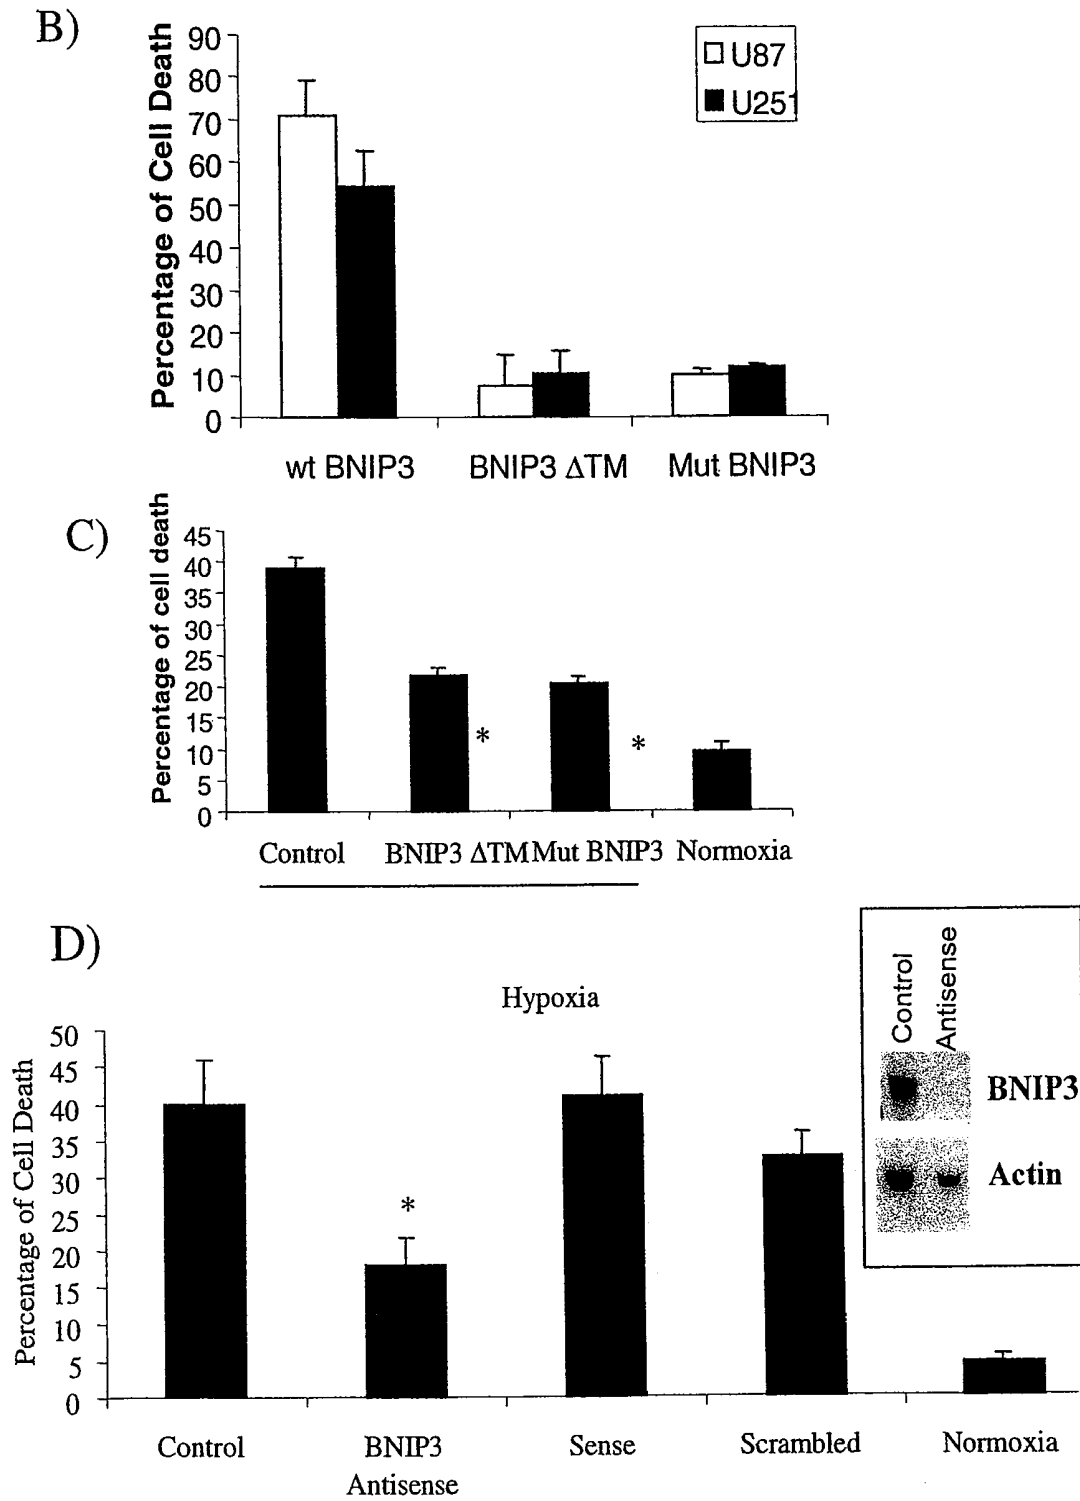 B)
Percentage of Cell Death
90
80
70
60
50
40
30
20
10
0
U87
U251
wt BNIP3
BNIP3 ΔTM
Mut BNIP3
C)
Percentage of cell death
45
40
35
30
25
20
15
10
5
0
*
*
Control
BNIP3 ΔTM
Mut BNIP3
Normoxia
D)
Hypoxia
Percentage of Cell Death
50
45
40
35
30
25
20
15
10
5
0
*
Control
BNIP3
Antisense
Sense
Scrambled
Normoxia
Control
Antisense
BNIP3
Actin